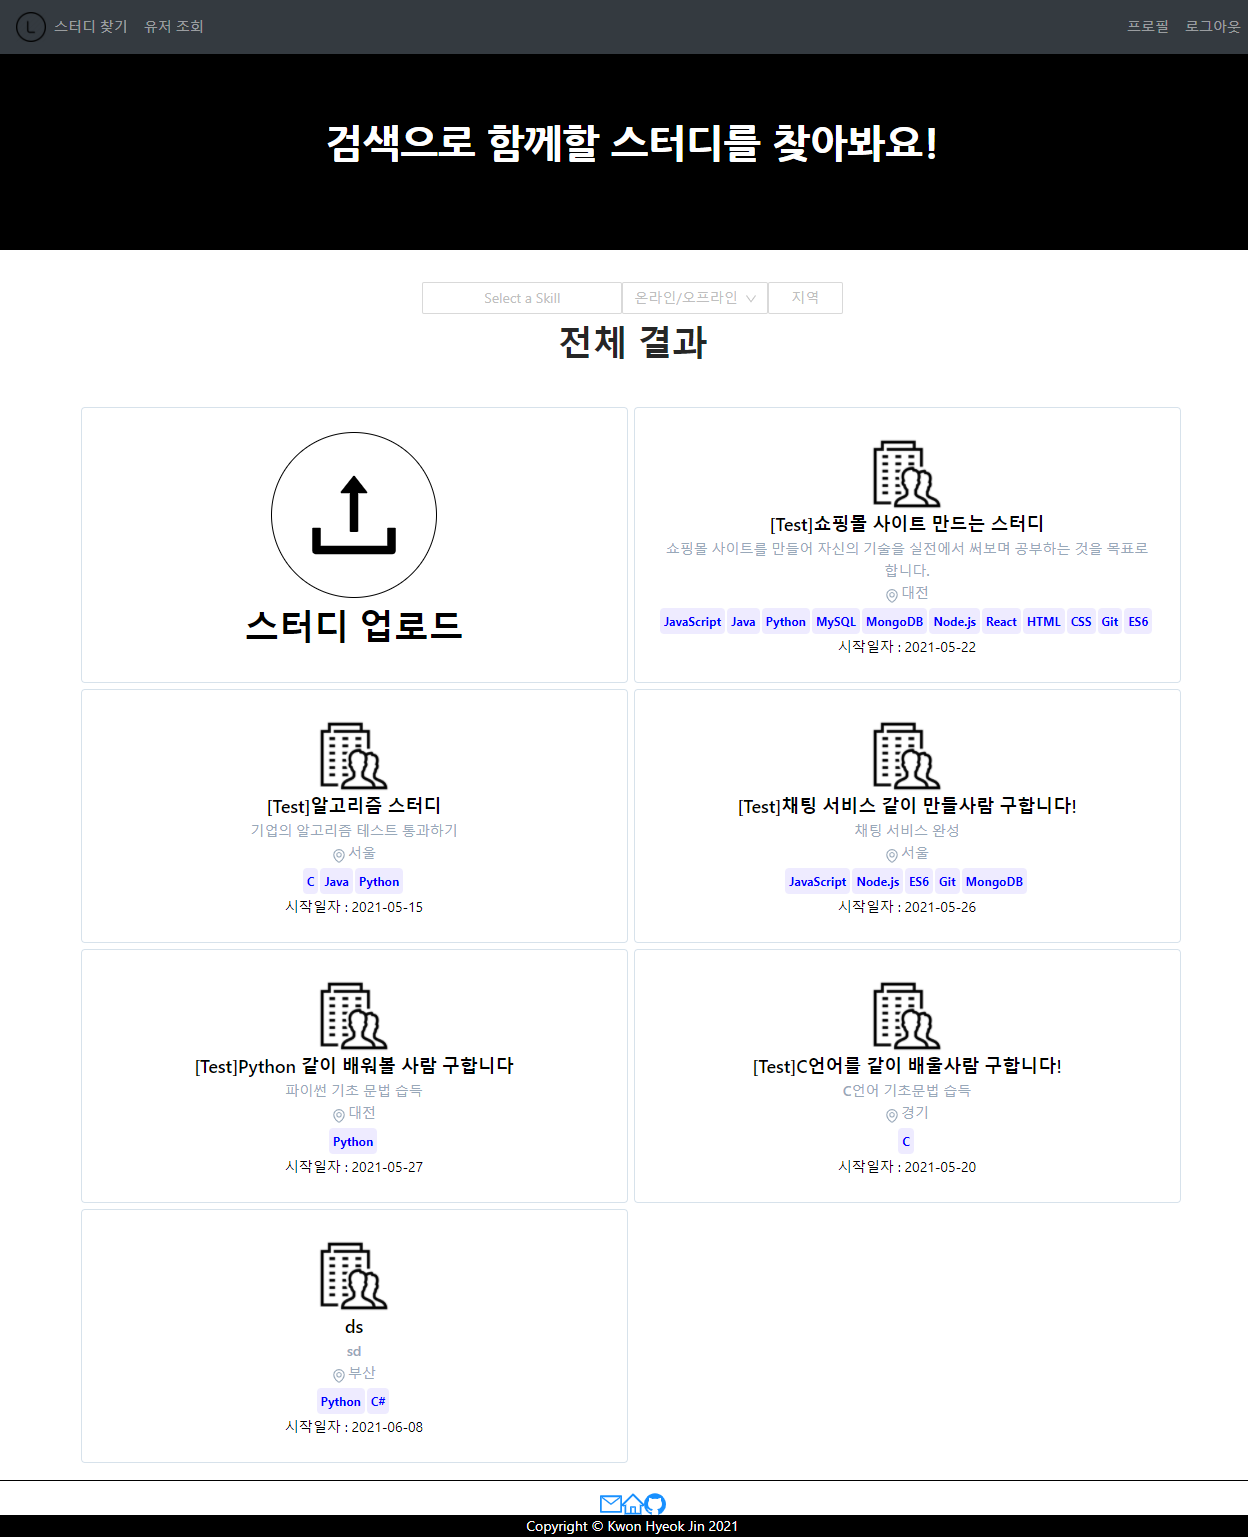 L 스터디 찾기 유저 조회 프로필 로그아웃
검색으로 함께할 스터디를 찾아봐요!
Select a Skill 온라인/오프라인 지역
전체 결과
스터디 업로드
[Test]쇼핑몰 사이트 만드는 스터디
쇼핑몰 사이트를 만들어 자신의 기술을 실전에서 써보며 공부하는 것을 목표로
합니다.
대전
JavaScript Java Python MySQL MongoDB Node.js React HTML CSS Git ES6
시작일자 : 2021-05-22
[Test]알고리즘 스터디
기업의 알고리즘 테스트 통과하기
서울
C Java Python
시작일자 : 2021-05-15
[Test]채팅 서비스 같이 만들사람 구합니다!
채팅 서비스 완성
서울
JavaScript Node.js ES6 Git MongoDB
시작일자 : 2021-05-26
[Test]Python 같이 배워볼 사람 구합니다
파이썬 기초 문법 습득
대전
Python
시작일자 : 2021-05-27
[Test]C언어를 같이 배울사람 구합니다!
C언어 기초문법 습득
경기
C
시작일자 : 2021-05-20
ds
sd
부산
Python C#
시작일자 : 2021-06-08
Copyright © Kwon Hyeok Jin 2021